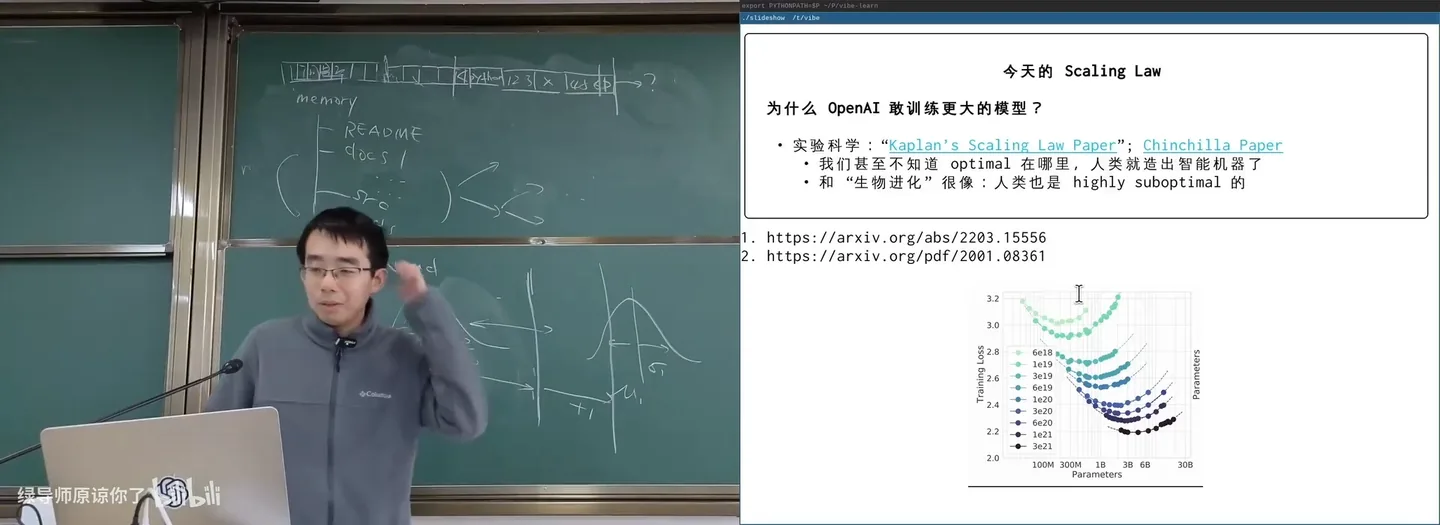 python 123 x
?
memory
README
docs /
src
σ₁
μ₁
+1
Columbia
绿导师原谅你了
bilibili
export PYTHONPATH=$P ~/P/vibe-learn
./slideshow /t/vibe
今天的 Scaling Law
为什么 OpenAI 敢训练更大的模型？
• 实验科学：“Kaplan's Scaling Law Paper”; Chinchilla Paper
• 我们甚至不知道 optimal 在哪里，人类就造出智能机器了
• 和 “生物进化” 很像：人类也是 highly suboptimal 的
1. https://arxiv.org/abs/2203.15556
2. https://arxiv.org/pdf/2001.08361
3.2
3.0
2.8
2.6
2.4
2.2
2.0
Training Loss
6e18
1e19
3e19
6e19
1e20
3e20
6e20
1e21
3e21
100M 300M 1B 3B 6B 30B
Parameters
Parameters